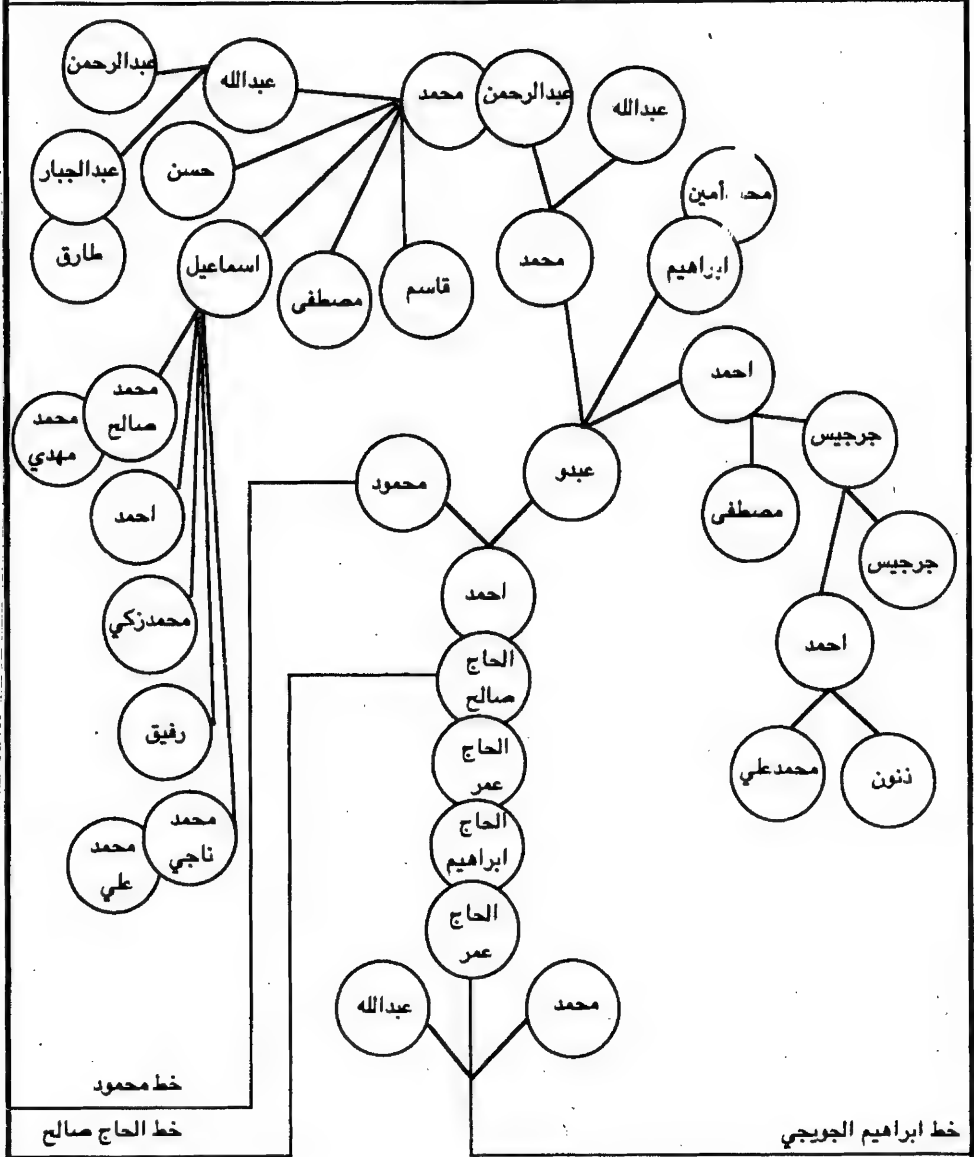 عبدالرحمن
عبدالله
محمد
عبدالرحمن
عبدالله
عبدالجبار
حسن
أمين
طارق
اسماعيل
مصطفى
قاسم
محمد
ابراهيم
احمد
محمد
صالح
محمد
مهدي
جرجيس
محمود
عبدو
احمد
مصطفى
جرجيس
احمد
محمدزكي
احمد
الحاج
صالح
رفيق
الحاج
عمر
محمدعلي
ذنون
محمد
ناجي
محمد
علي
الحاج
ابراهيم
الحاج
عمر
عبدالله
محمد
خط محمود
خط الحاج صالح
خط ابراهيم الجويجي